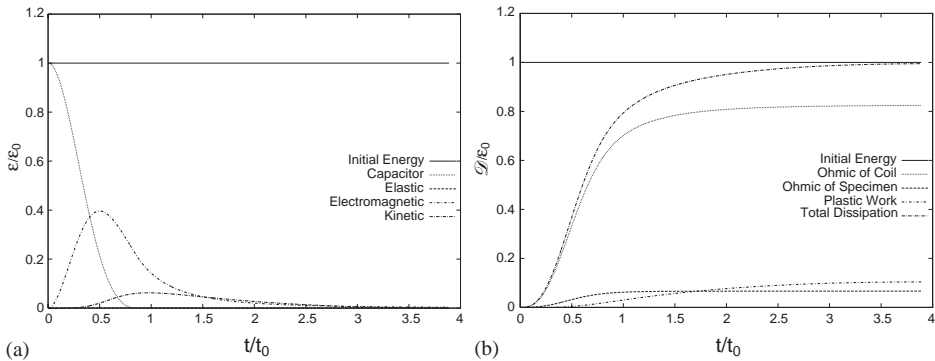 1.2
1
0.8
0.6
0.4
0.2
0
ε/ε0
Initial Energy
Capacitor
Elastic
Electromagnetic
Kinetic
0 0.5 1 1.5 2 2.5 3 3.5 4
(a)
t/t0
1.2
1
0.8
0.6
0.4
0.2
0
𝒟/ε0
Initial Energy
Ohmic of Coil
Ohmic of Specimen
Plastic Work
Total Dissipation
0 0.5 1 1.5 2 2.5 3 3.5 4
(b)
t/t0